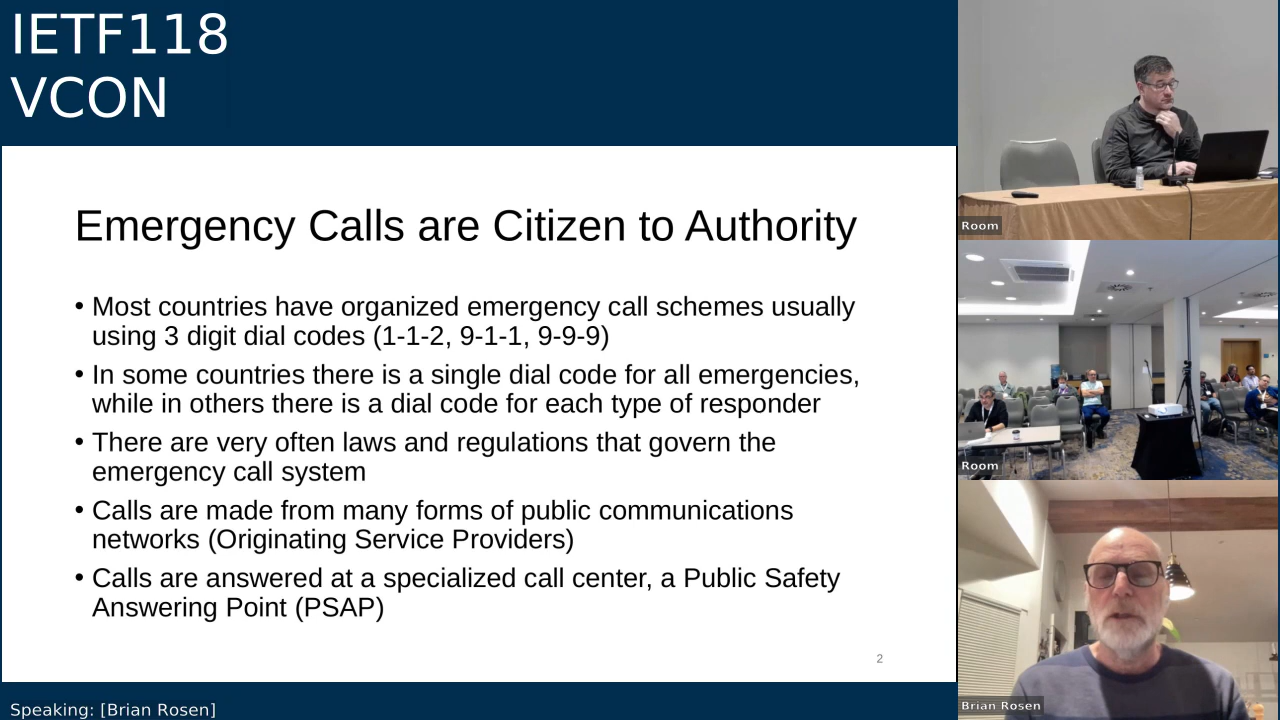 IETF118
VCON
Emergency Calls are Citizen to Authority
• Most countries have organized emergency call schemes usually
using 3 digit dial codes (1-1-2, 9-1-1, 9-9-9)
• In some countries there is a single dial code for all emergencies,
while in others there is a dial code for each type of responder
• There are very often laws and regulations that govern the
emergency call system
• Calls are made from many forms of public communications
networks (Originating Service Providers)
• Calls are answered at a specialized call center, a Public Safety
Answering Point (PSAP)
2
Speaking: [Brian Rosen]
Room
Room
Brian Rosen